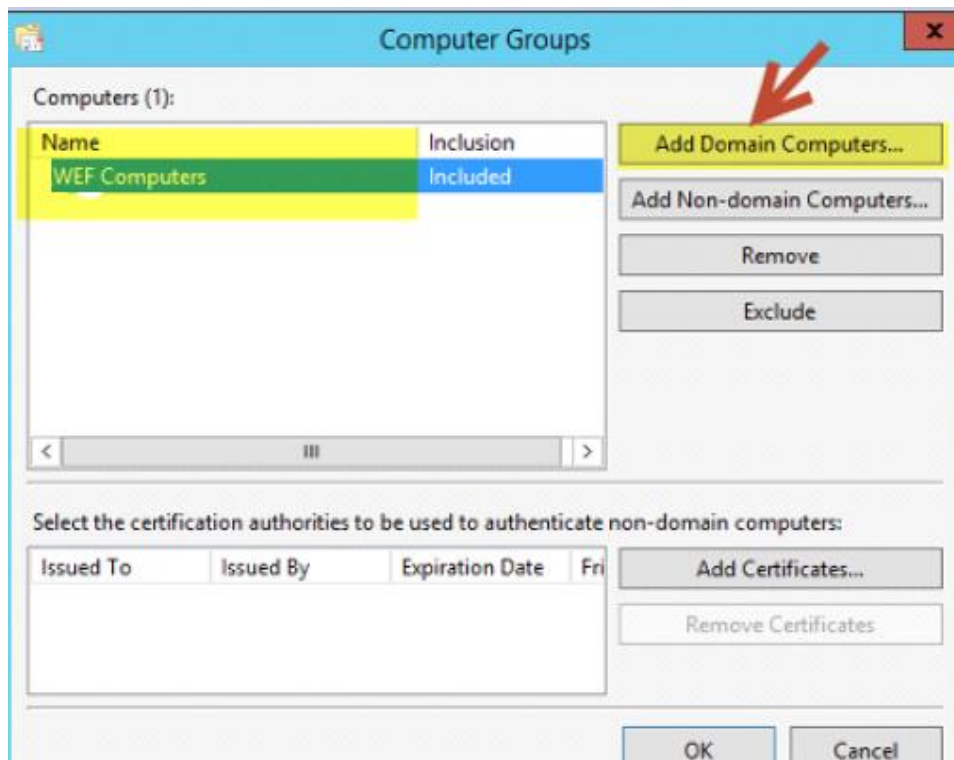 Computer Groups
x
Computers (1):
Name Inclusion
WEF Computers Included
Add Domain Computers...
Add Non-domain Computers...
Remove
Exclude
Select the certification authorities to be used to authenticate non-domain computers:
Issued To Issued By Expiration Date Fri
Add Certificates...
Remove Certificates
OK Cancel